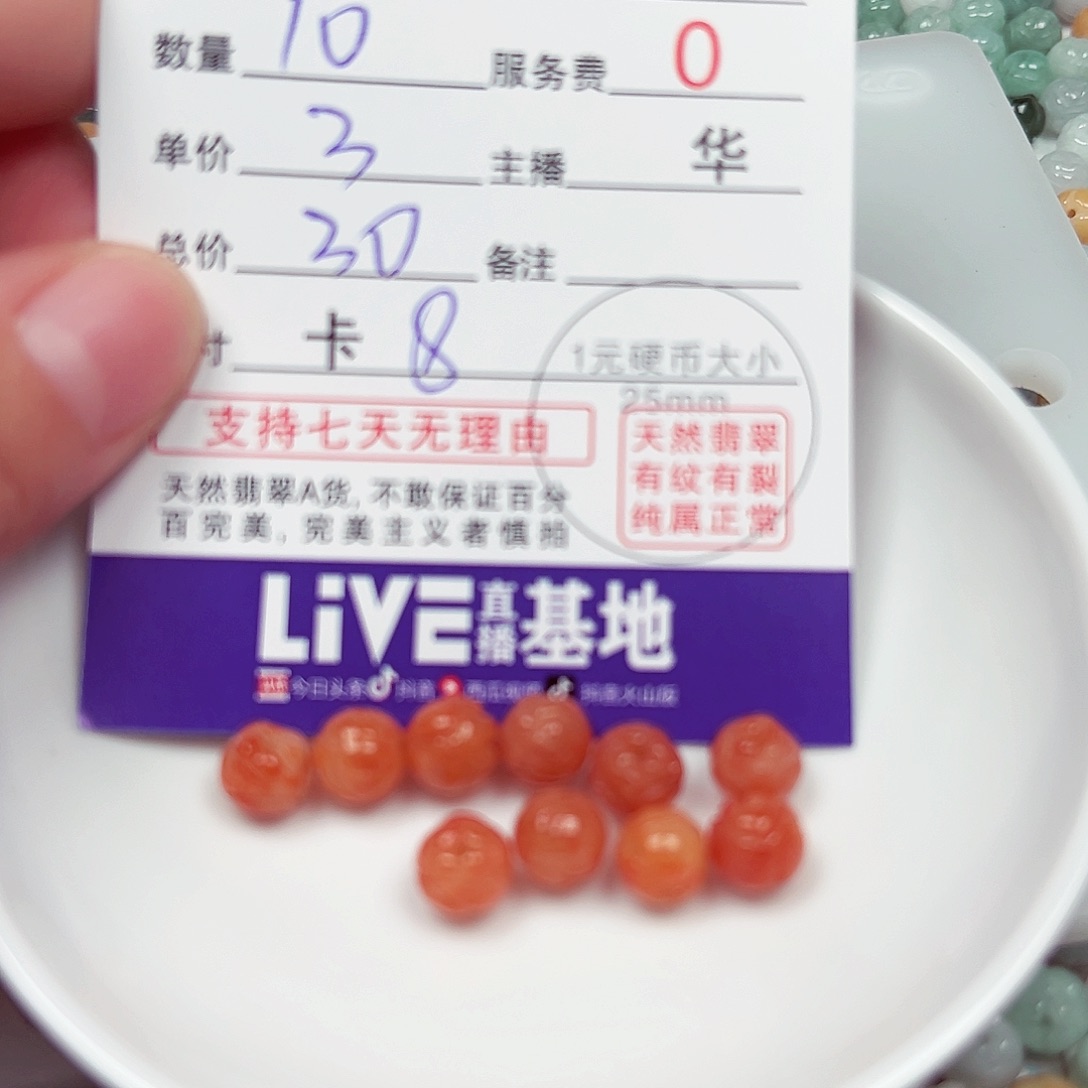 数量 10 服务费 0
单价 3 主播 华
总价 30 备注
寸 卡 8
1元硬币大小
25mm
支持七天无理由
天然翡翠
有纹有裂
纯属正常
天然翡翠A货,不敢保证百分
百完美,完美主义者慎拍
LiVE直播基地
今日头条 抖音 西瓜视频 抖音火山版